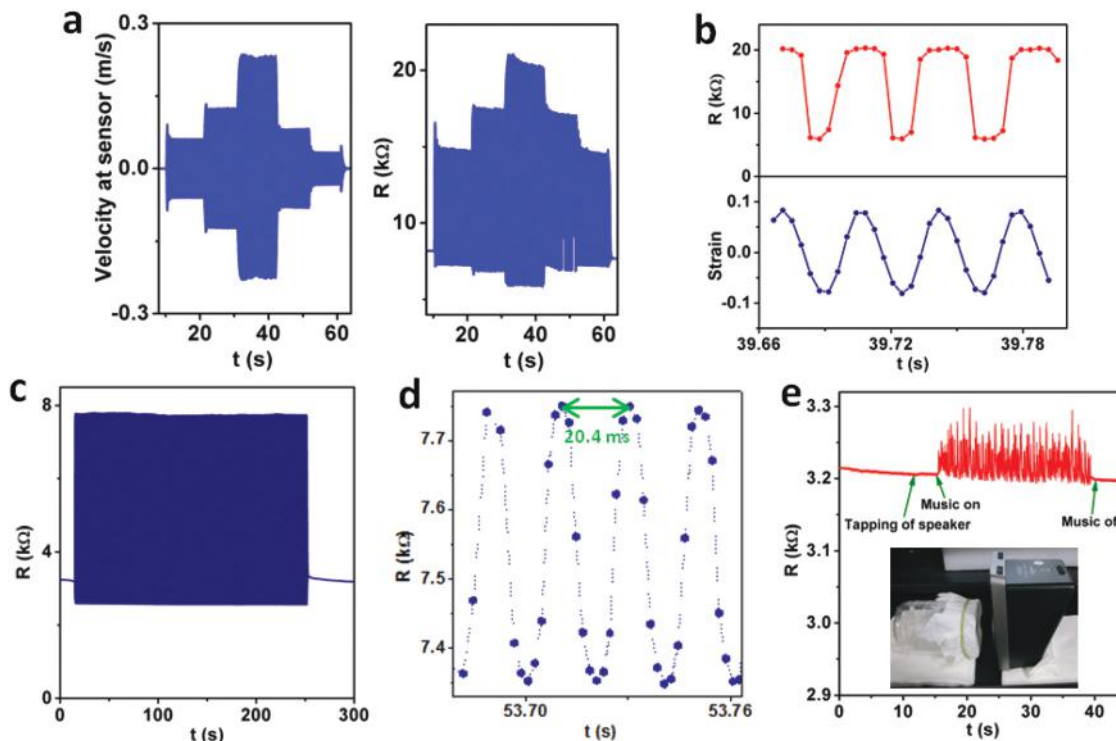 a
Velocity at sensor (m/s)
0.3
0.0
-0.3
20 40 60
t (s)
R (kΩ)
20
10
20 40 60
t (s)
b
R (kΩ)
20
10
0
Strain
0.1
0.0
-0.1
39.66 39.72 39.78
t (s)
c
R (kΩ)
8
4
0
0 100 200 300
t (s)
d
20.4 ms
R (kΩ)
7.7
7.6
7.5
7.4
53.70 53.76
t (s)
e
R (kΩ)
3.3
3.2
3.1
3.0
2.9
Music on
Tapping of speaker
Music of
0 10 20 30 40
t (s)